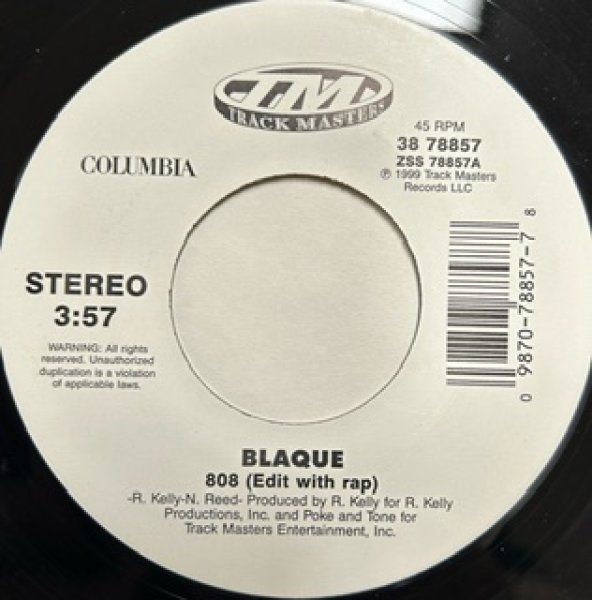 TM
TRACK MASTERS
COLUMBIA
45 RPM
38 78857
ZSS 78857A
℗ 1999 Track Masters
Records LLC
STEREO
3:57
WARNING: All rights
reserved. Unauthorized
duplication is a violation
of applicable laws.
0 9870-78857-7 8
BLAQUE
808 (Edit with rap)
-R. Kelly-N. Reed- Produced by R. Kelly for R. Kelly
Productions, Inc. and Poke and Tone for
Track Masters Entertainment, Inc.